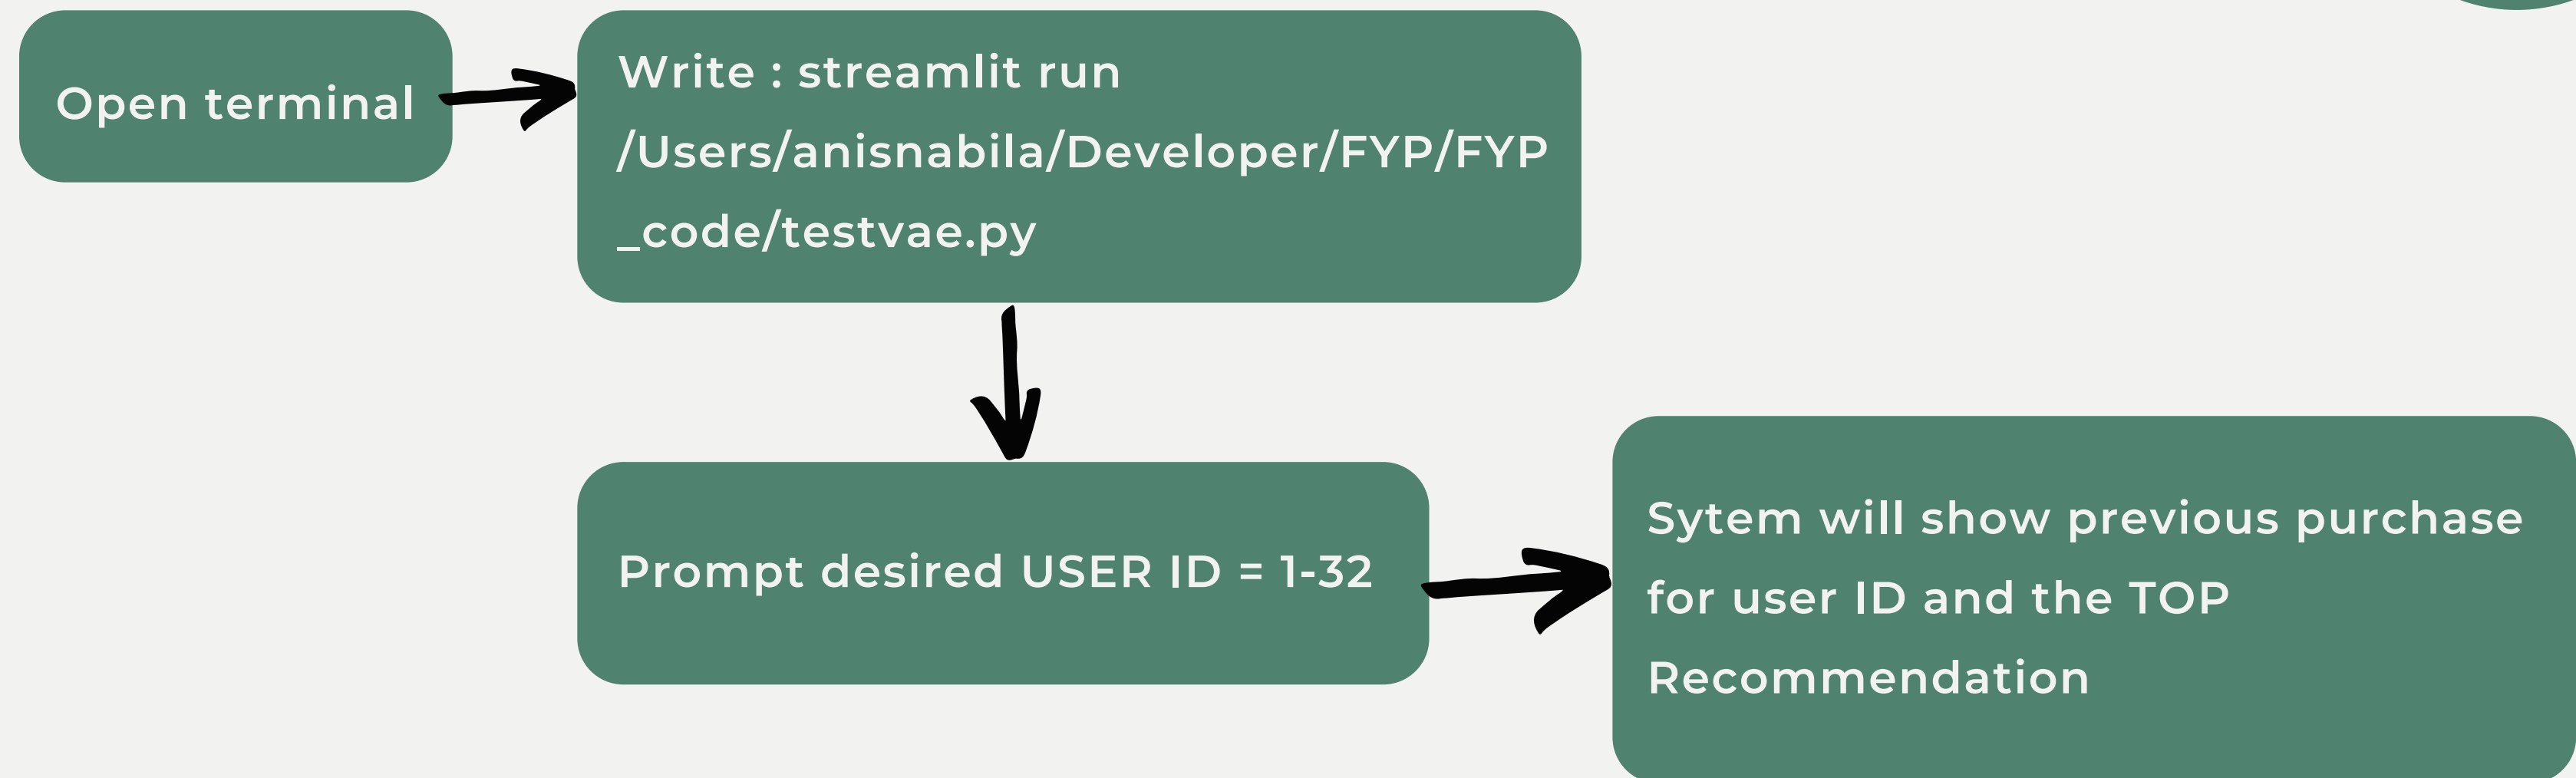 Open terminal
Write : streamlit run
/Users/anisnabila/Developer/FYP/FYP
_code/testvae.py
Prompt desired USER ID = 1-32
Sytem will show previous purchase
for user ID and the TOP
Recommendation